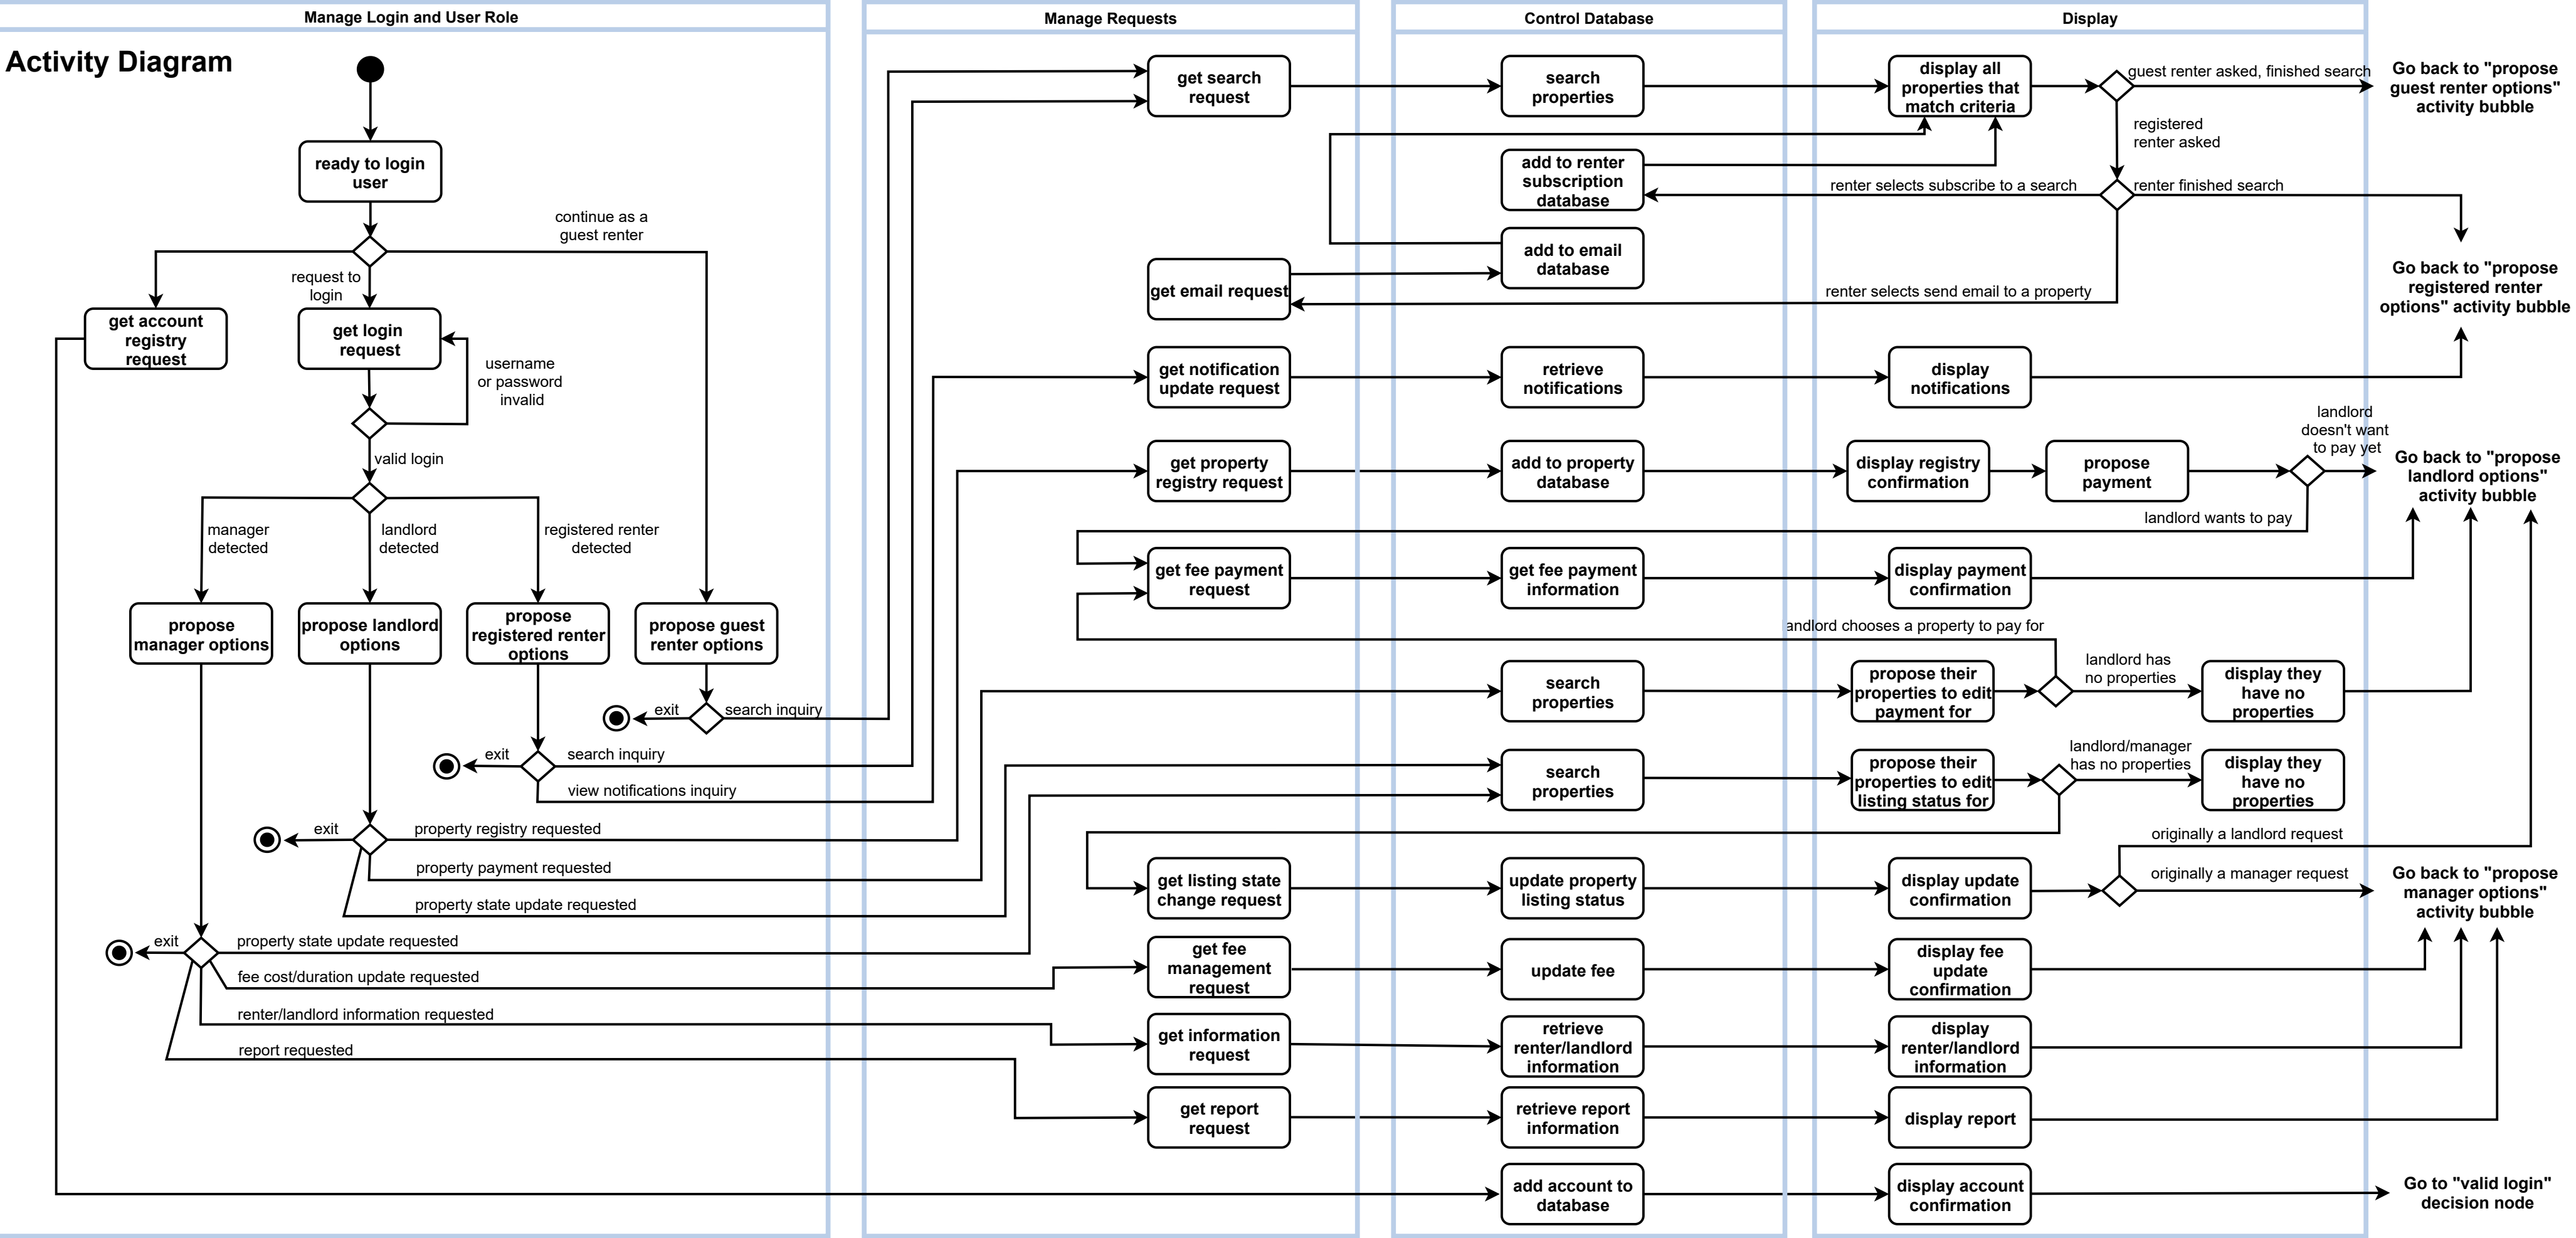 Manage Login and User Role
Manage Requests
Control Database
Display
Activity Diagram
ready to login
user
continue as a
guest renter
request to
login
get account
registry
request
get login
request
username
or password
invalid
valid login
manager
detected
landlord
detected
registered renter
detected
propose
manager options
propose landlord
options
propose
registered renter
options
propose guest
renter options
exit
search inquiry
exit
search inquiry
view notifications inquiry
exit
property registry requested
property payment requested
property state update requested
exit
property state update requested
fee cost/duration update requested
renter/landlord information requested
report requested
get search
request
search
properties
display all
properties that
match criteria
guest renter asked, finished search
Go back to "propose
guest renter options"
activity bubble
registered
renter asked
add to renter
subscription
database
renter selects subscribe to a search
renter finished search
add to email
database
get email request
renter selects send email to a property
Go back to "propose
registered renter
options" activity bubble
get notification
update request
retrieve
notifications
display
notifications
get property
registry request
add to property
database
display registry
confirmation
propose
payment
landlord
doesn't want
to pay yet
Go back to "propose
landlord options"
activity bubble
landlord wants to pay
get fee payment
request
get fee payment
information
display payment
confirmation
andlord chooses a property to pay for
search
properties
propose their
properties to edit
payment for
landlord has
no properties
display they
have no
properties
search
properties
propose their
properties to edit
listing status for
landlord/manager
has no properties
display they
have no
properties
originally a landlord request
get listing state
change request
update property
listing status
display update
confirmation
originally a manager request
Go back to "propose
manager options"
activity bubble
get fee
management
request
update fee
display fee
update
confirmation
get information
request
retrieve
renter/landlord
information
display
renter/landlord
information
get report
request
retrieve report
information
display report
add account to
database
display account
confirmation
Go to "valid login"
decision node